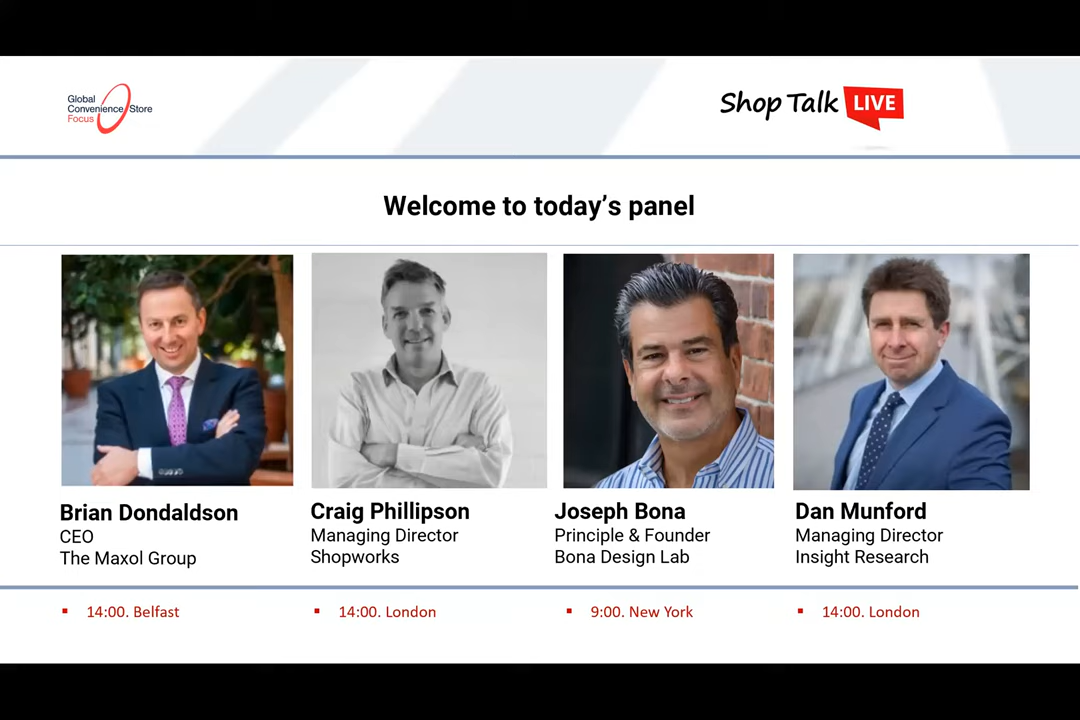 Global
Convenience Store
Focus
Shop Talk LIVE
Welcome to today's panel
Brian Dondaldson
CEO
The Maxol Group
Craig Phillipson
Managing Director
Shopworks
Joseph Bona
Principle & Founder
Bona Design Lab
Dan Munford
Managing Director
Insight Research
▪ 14:00. Belfast
▪ 14:00. London
▪ 9:00. New York
▪ 14:00. London